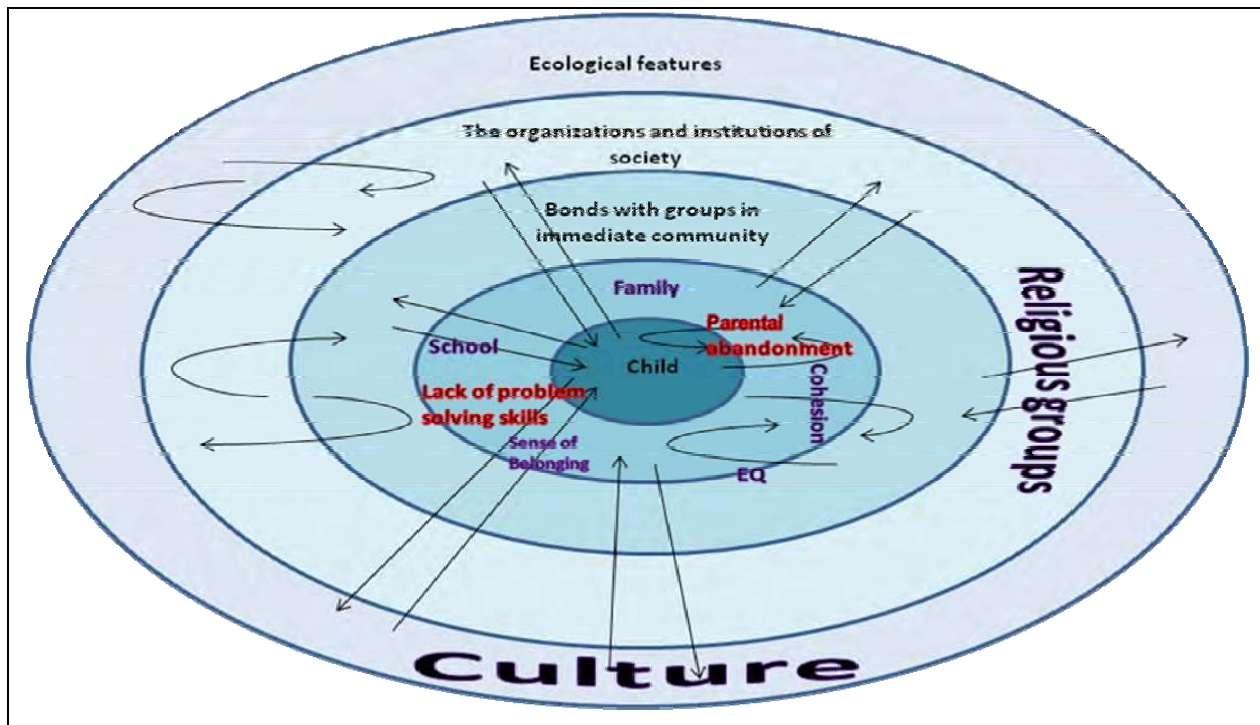 Ecological features
The organizations and institutions of
society
Bonds with groups in
immediate community
Family
Parental
abandonment
School
Child
Lack of problem
solving skills
Cohesion
Sense of
Belonging
EQ
Religious groups
Culture